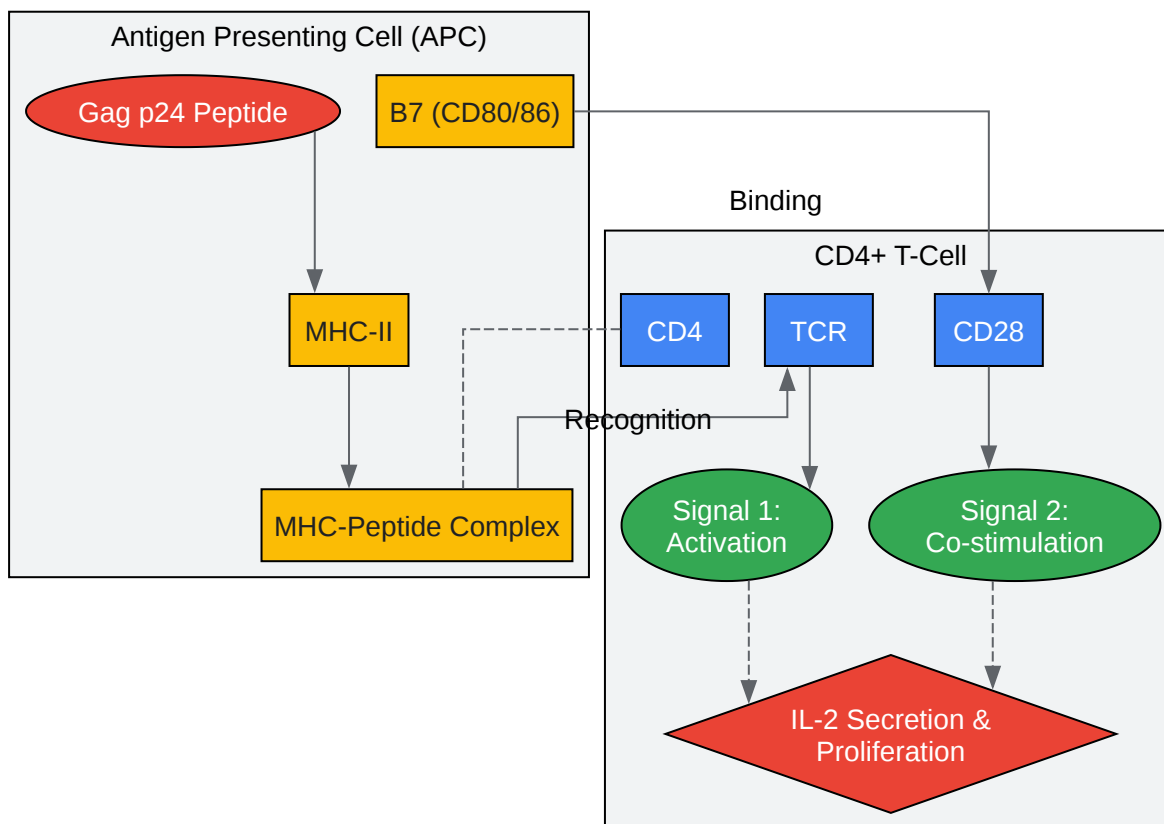 Antigen Presenting Cell (APC)
Gag p24 Peptide
B7 (CD80/86)
Binding
CD4+ T-Cell
MHC-II
CD4
TCR
CD28
Recognition
MHC-Peptide Complex
Signal 1:
Activation
Signal 2:
Co-stimulation
IL-2 Secretion &
Proliferation